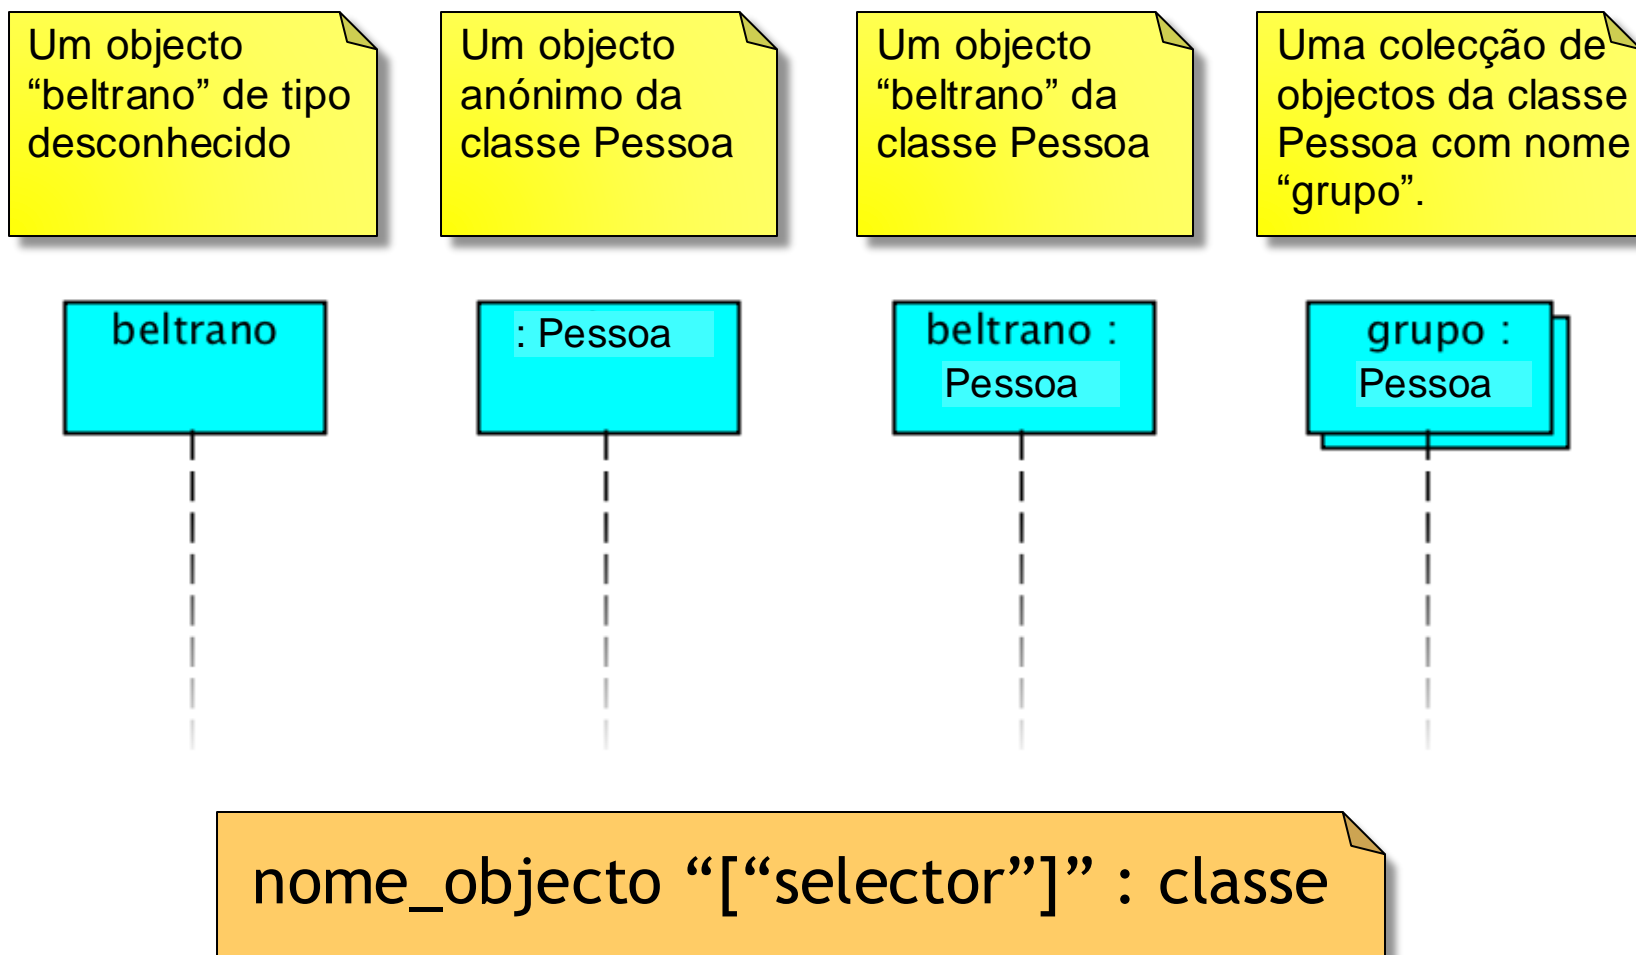 Um objecto
“beltrano” de tipo
desconhecido
Um objecto
anónimo da
classe Pessoa
Um objecto
“beltrano” da
classe Pessoa
Uma colecção de
objectos da classe
Pessoa com nome
“grupo”.
beltrano
: Pessoa
beltrano :
Pessoa
grupo :
Pessoa
nome_objecto “[“selector”]” : classe